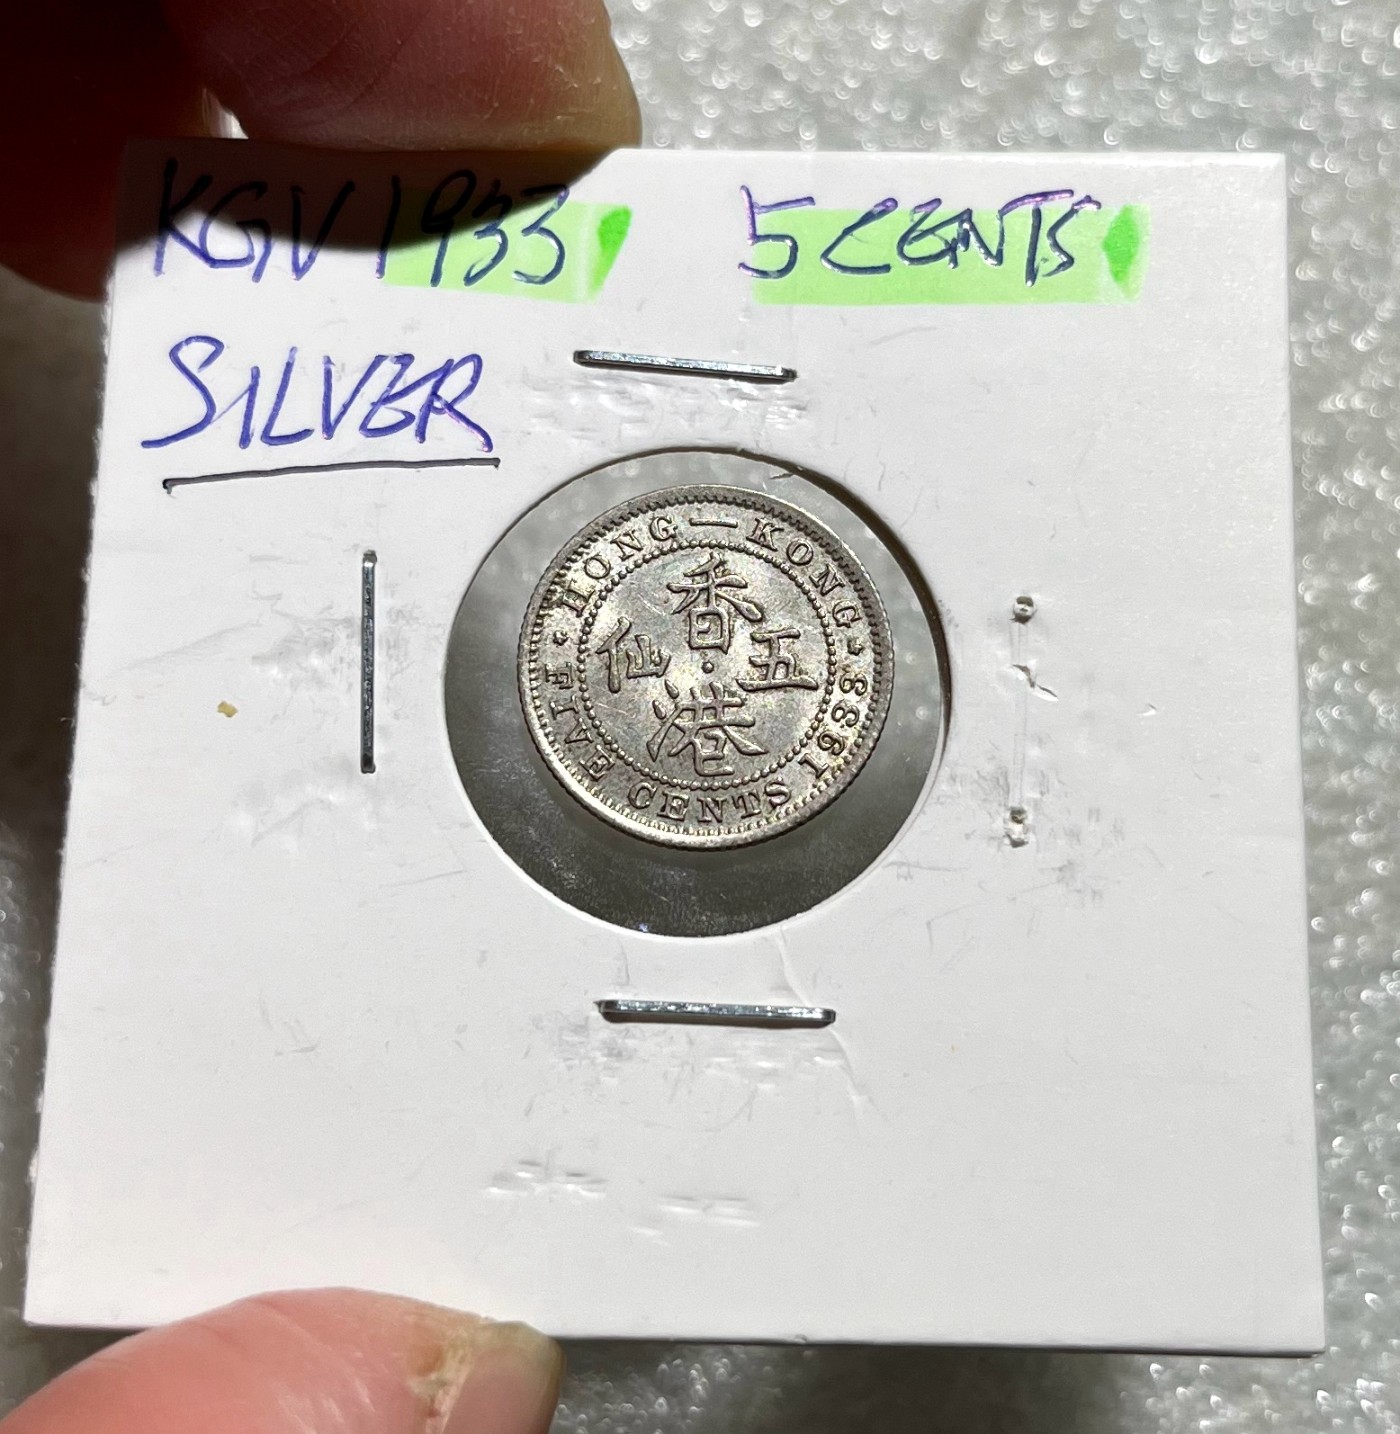 KGV 1933 5 CENTS
SILVER
HONG — KONG
香
仙 · 五
港
FIVE CENTS 1933